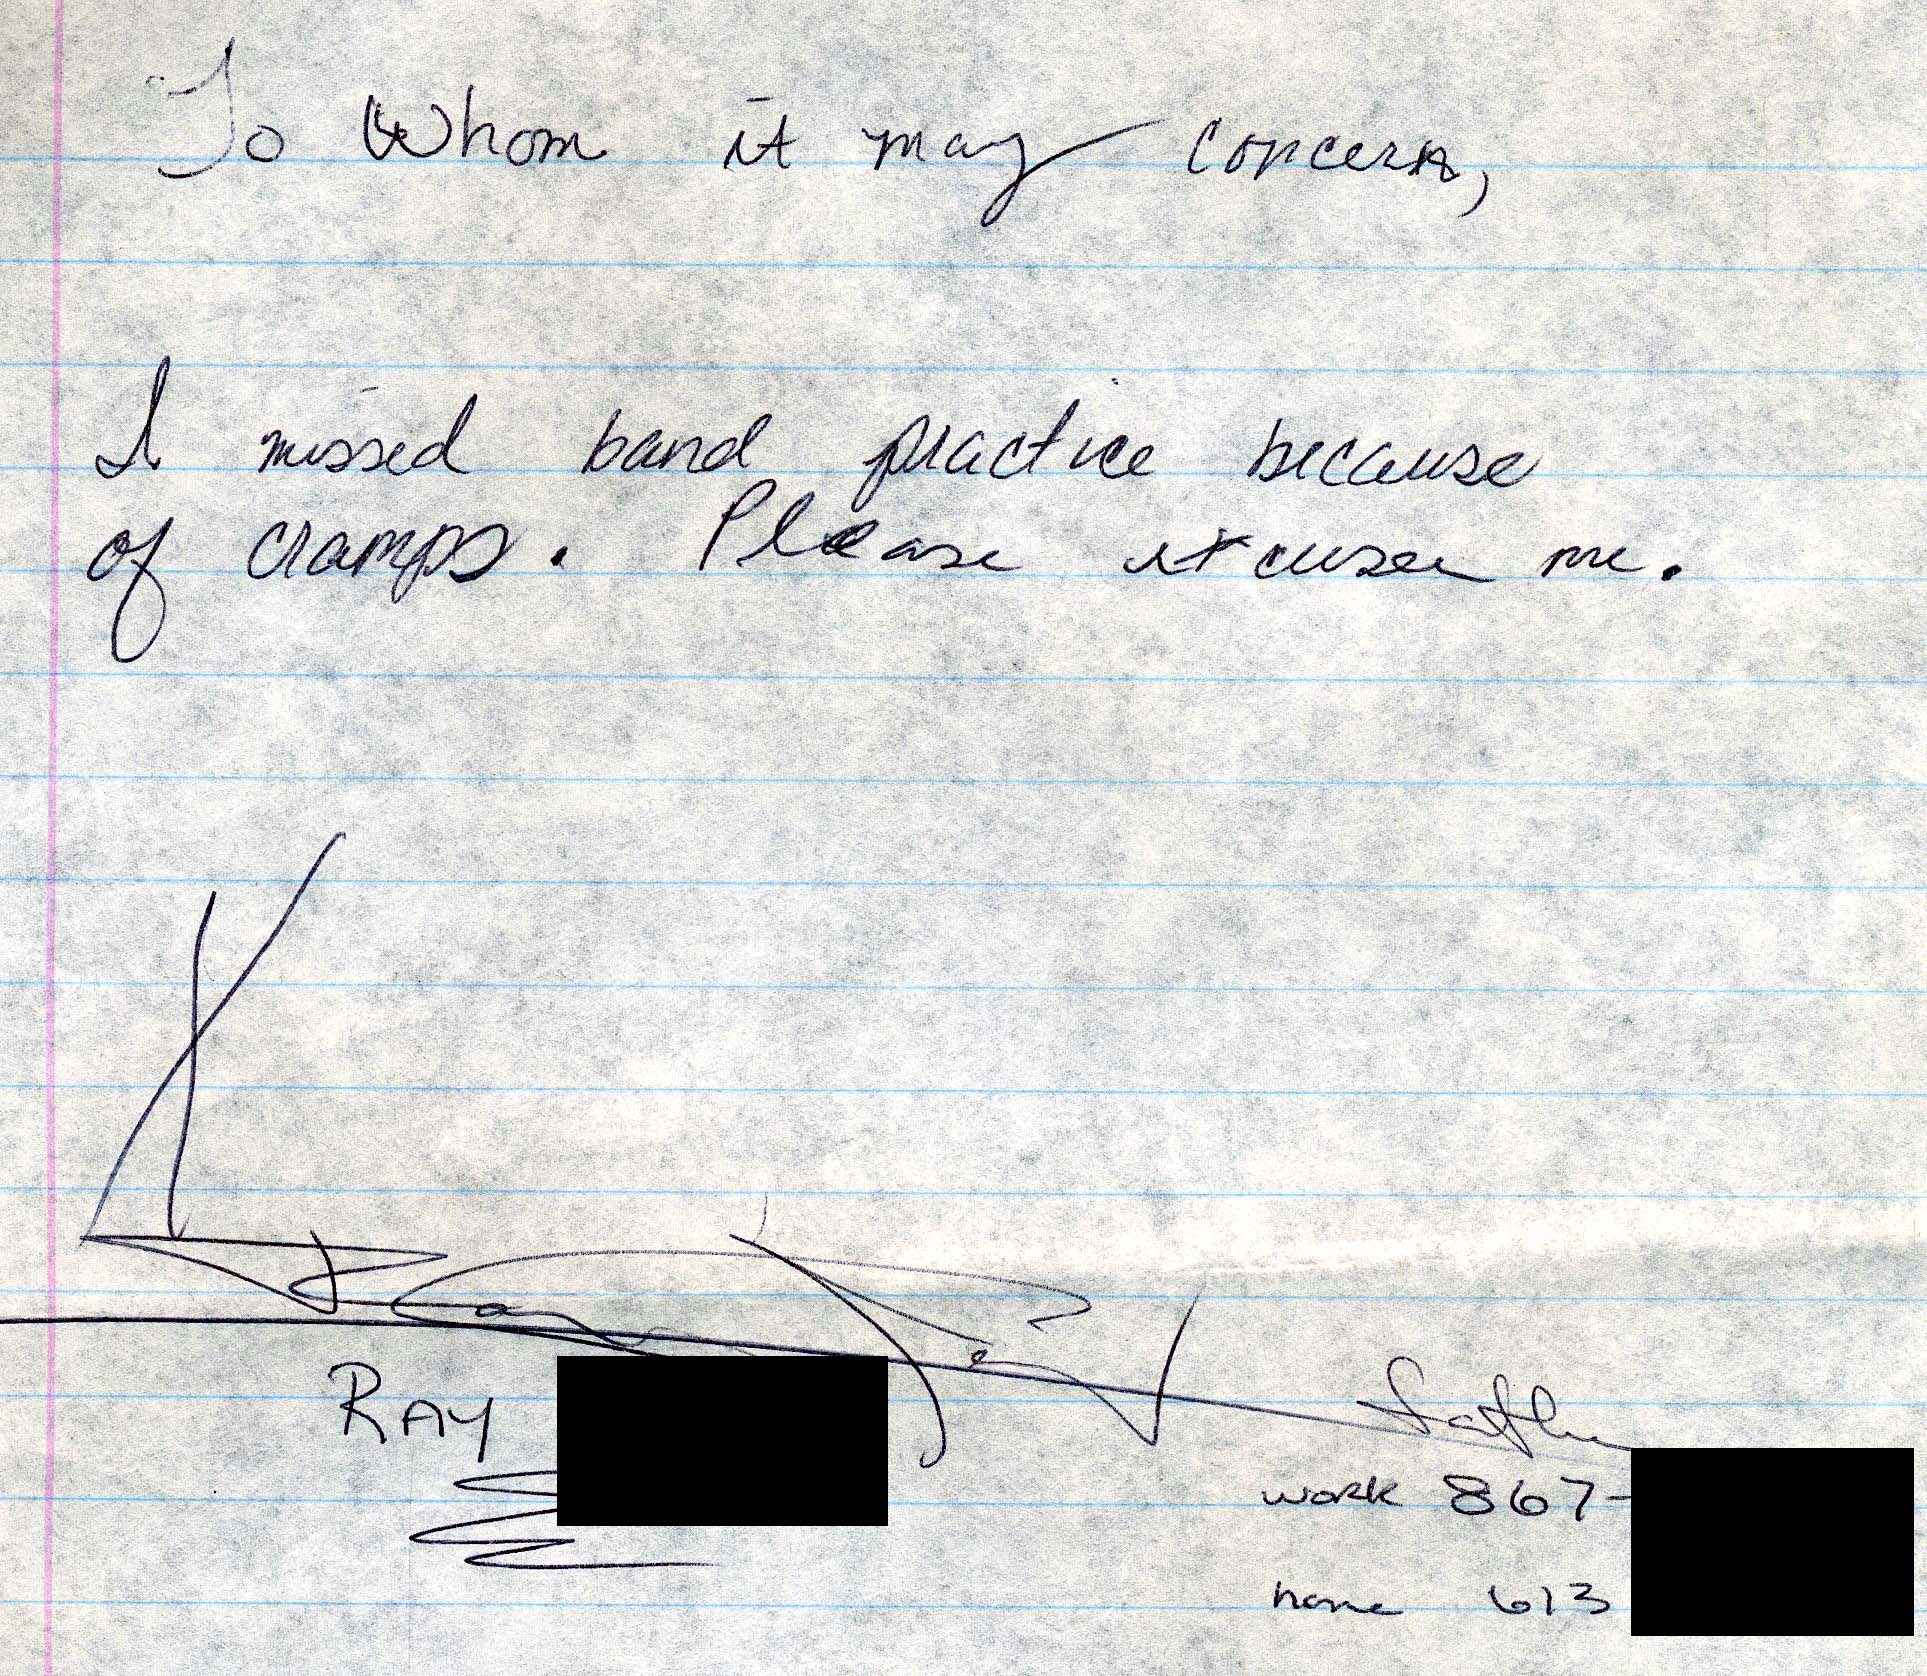 To Whom it may concern,
I missed band practice because
of cramps. Please excuse me.
RAY
work 867-
home 613